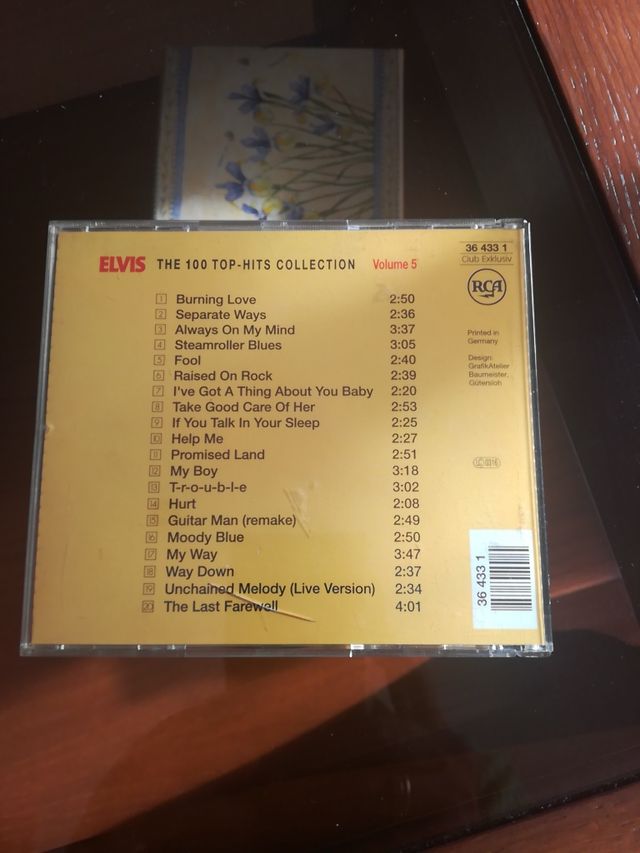 ELVIS THE 100 TOP-HITS COLLECTION Volume 5
36 433 1
Club Exklusiv
RCA
1 Burning Love 2:50
2 Separate Ways 2:36
3 Always On My Mind 3:37
4 Steamroller Blues 3:05
5 Fool 2:40
6 Raised On Rock 2:39
7 I've Got A Thing About You Baby 2:20
8 Take Good Care Of Her 2:53
9 If You Talk In Your Sleep 2:25
10 Help Me 2:27
11 Promised Land 2:51
12 My Boy 3:18
13 T-r-o-u-b-l-e 3:02
14 Hurt 2:08
15 Guitar Man (remake) 2:49
16 Moody Blue 2:50
17 My Way 3:47
18 Way Down 2:37
19 Unchained Melody (Live Version) 2:34
20 The Last Farewell 4:01
Printed in
Germany
Design:
GrafikAtelier
Baumeister,
Gütersloh
LC 0316
36 433 1